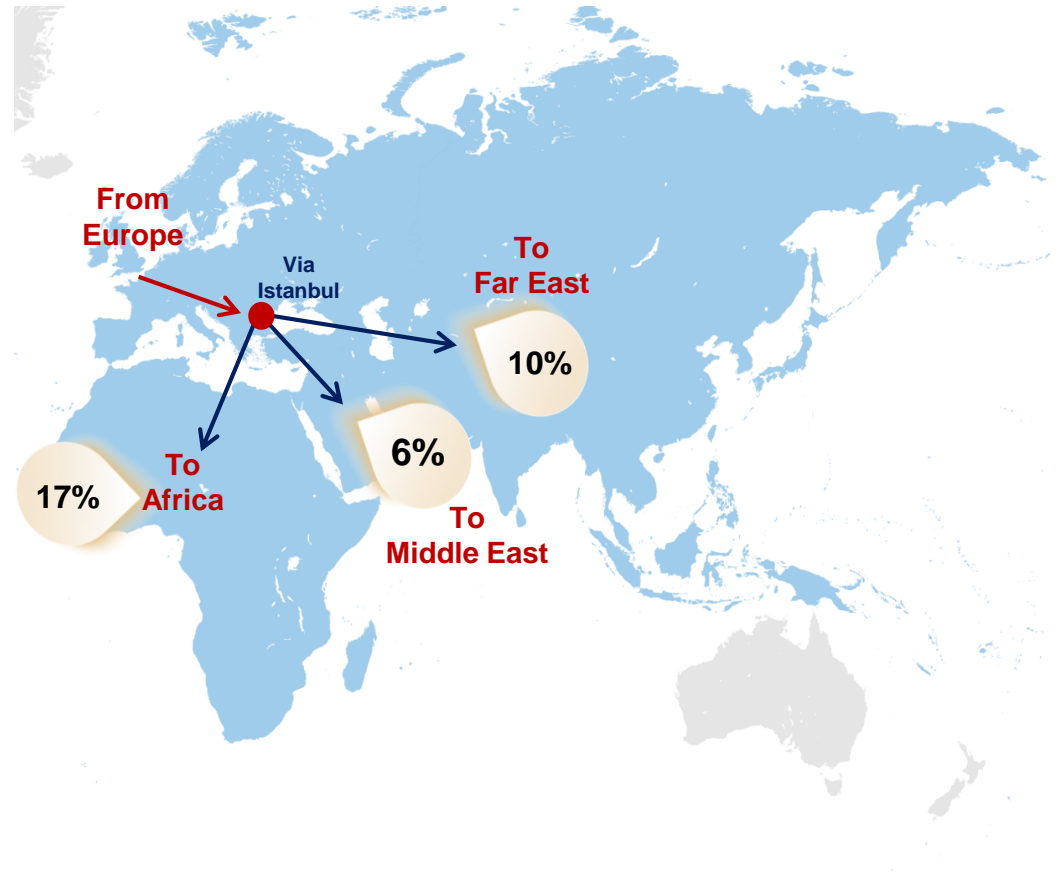 From
Europe
Via
Istanbul
To
Far East
10%
6%
To
Middle East
17%
To
Africa